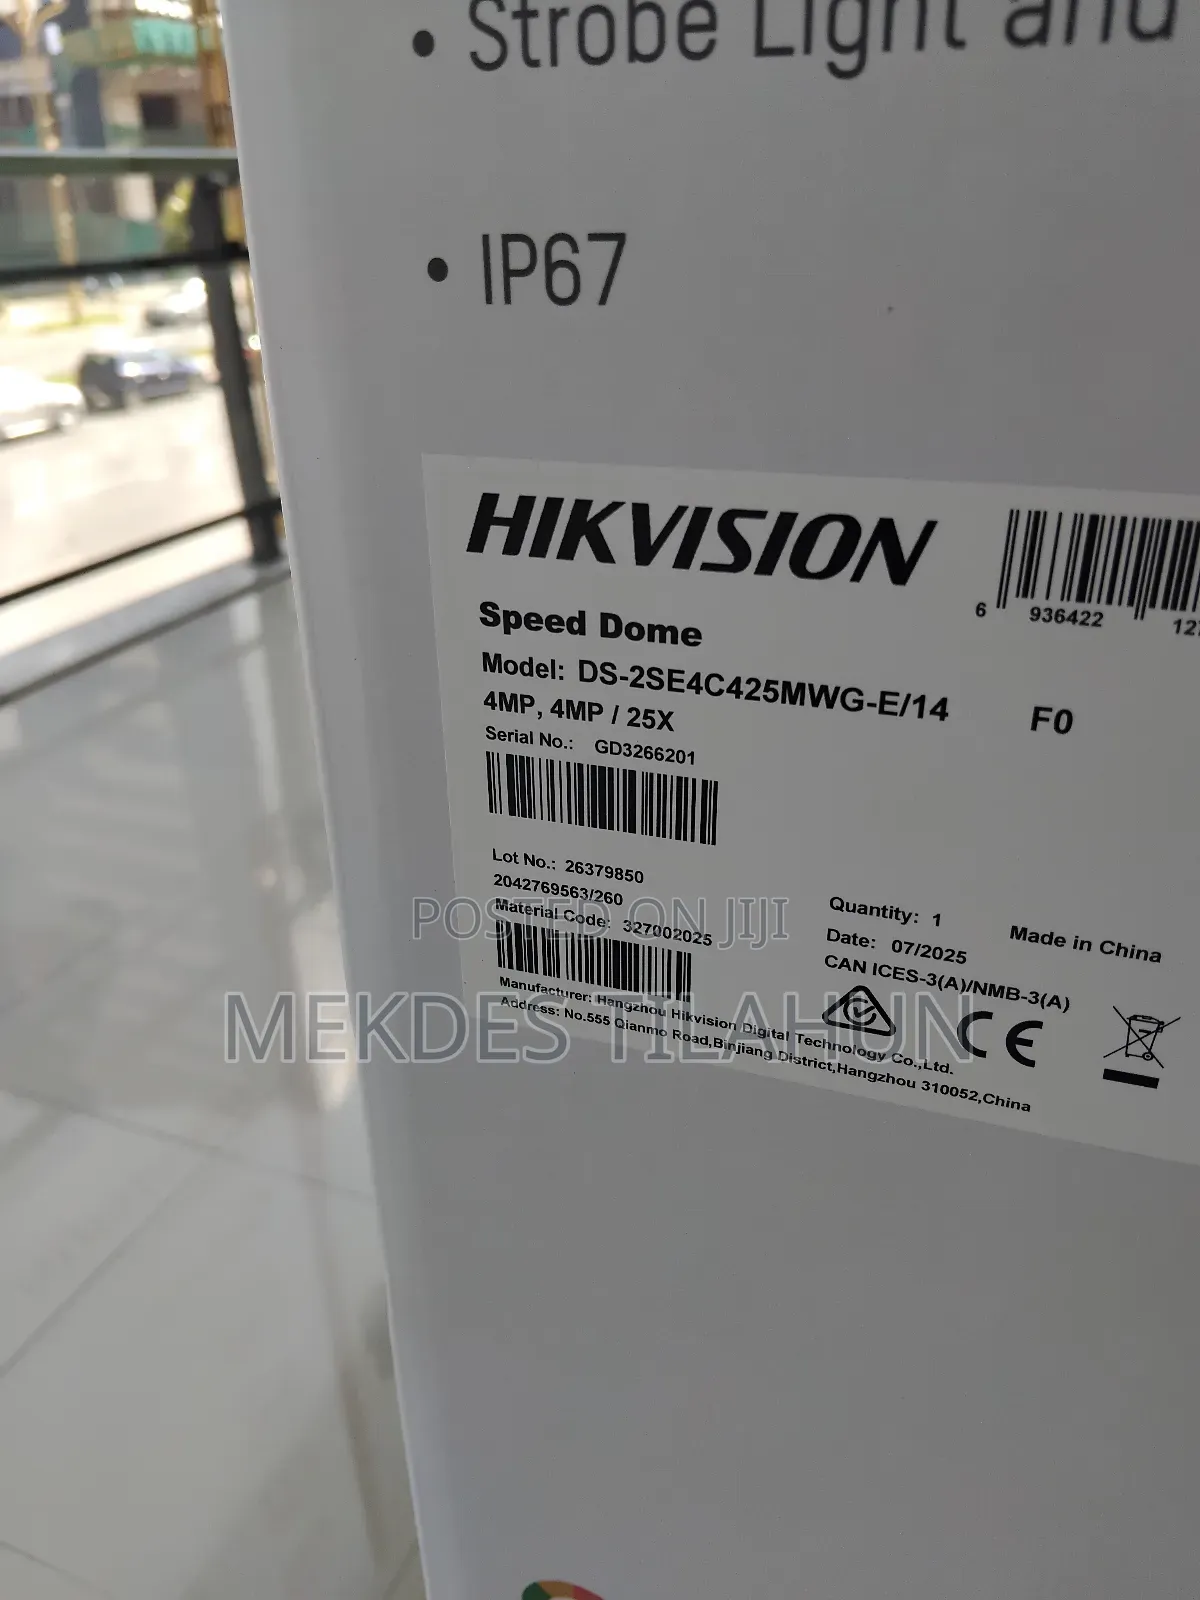 • Strobe Light and
• IP67
HIKVISION
6 936422
Speed Dome
Model: DS-2SE4C425MWG-E/14 F0
4MP, 4MP / 25X
Serial No.: GD3266201
Lot No.: 26379850
2042769563/260
Material Code: 327002025
Quantity: 1
Date: 07/2025 Made in China
CAN ICES-3(A)/NMB-3(A)
CE
Manufacturer: Hangzhou Hikvision Digital Technology Co.,Ltd.
Address: No.555 Qianmo Road,Binjiang District,Hangzhou 310052,China
POSTED ON JIJI
MEKDES TILAHUN